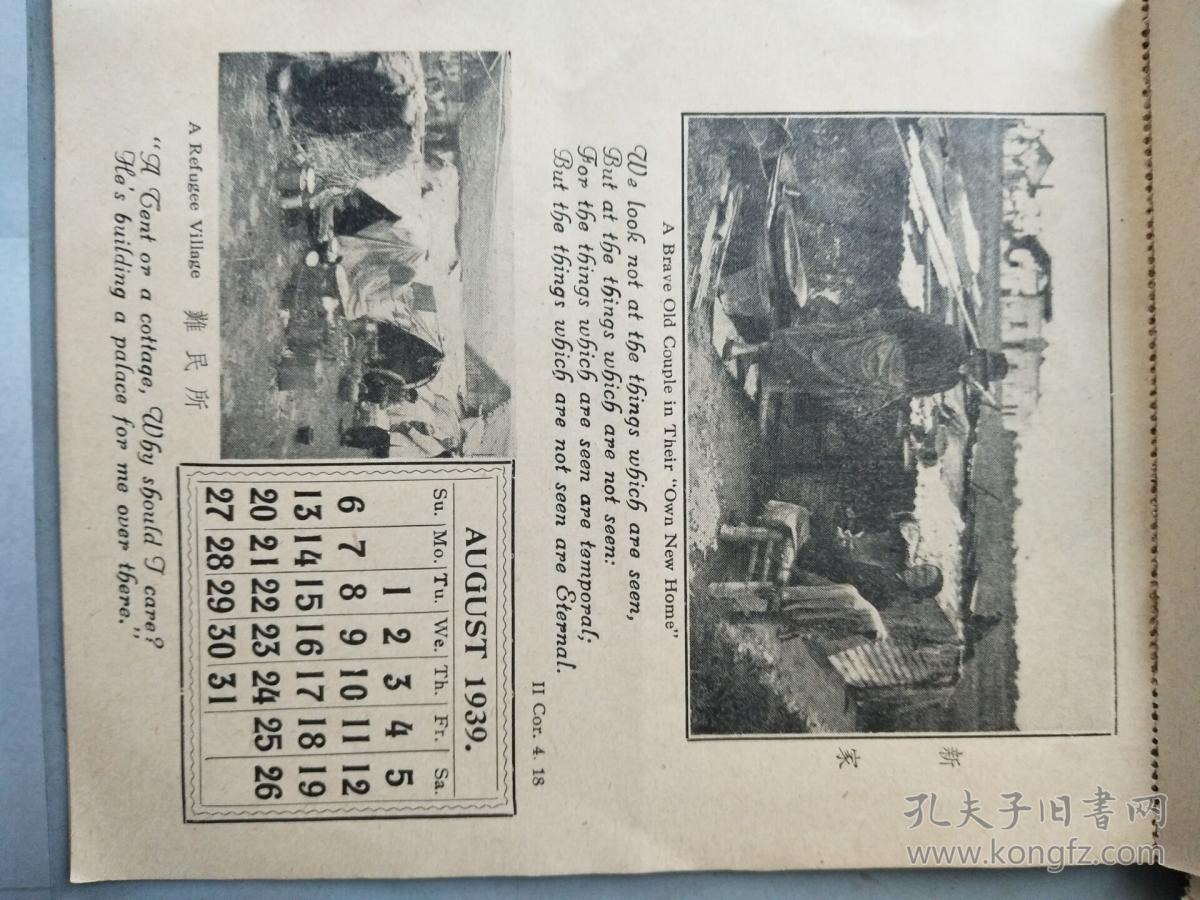 新家
A Brave Old Couple in Their "Own New Home"
We look not at the things which are seen,
But at the things which are not seen:
For the things which are seen are temporal;
But the things which are not seen are Eternal.
II Cor. 4. 18
A Refugee Village 難民所
AUGUST 1939.
Su. Mo. Tu. We. Th. Fr. Sa.
1 2 3 4 5
6 7 8 9 10 11 12
13 14 15 16 17 18 19
20 21 22 23 24 25 26
27 28 29 30 31
"A Tent or a cottage, Why should I care?
He's building a palace for me over there."
孔夫子旧书网
www.kongfz.com